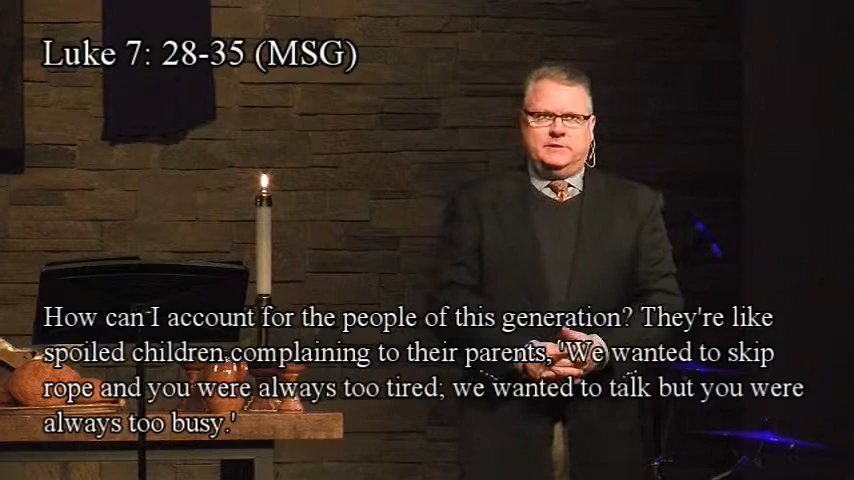 Luke 7: 28-35 (MSG)
How can I account for the people of this generation? They're like
spoiled children complaining to their parents, 'We wanted to skip
rope and you were always too tired; we wanted to talk but you were
always too busy.'